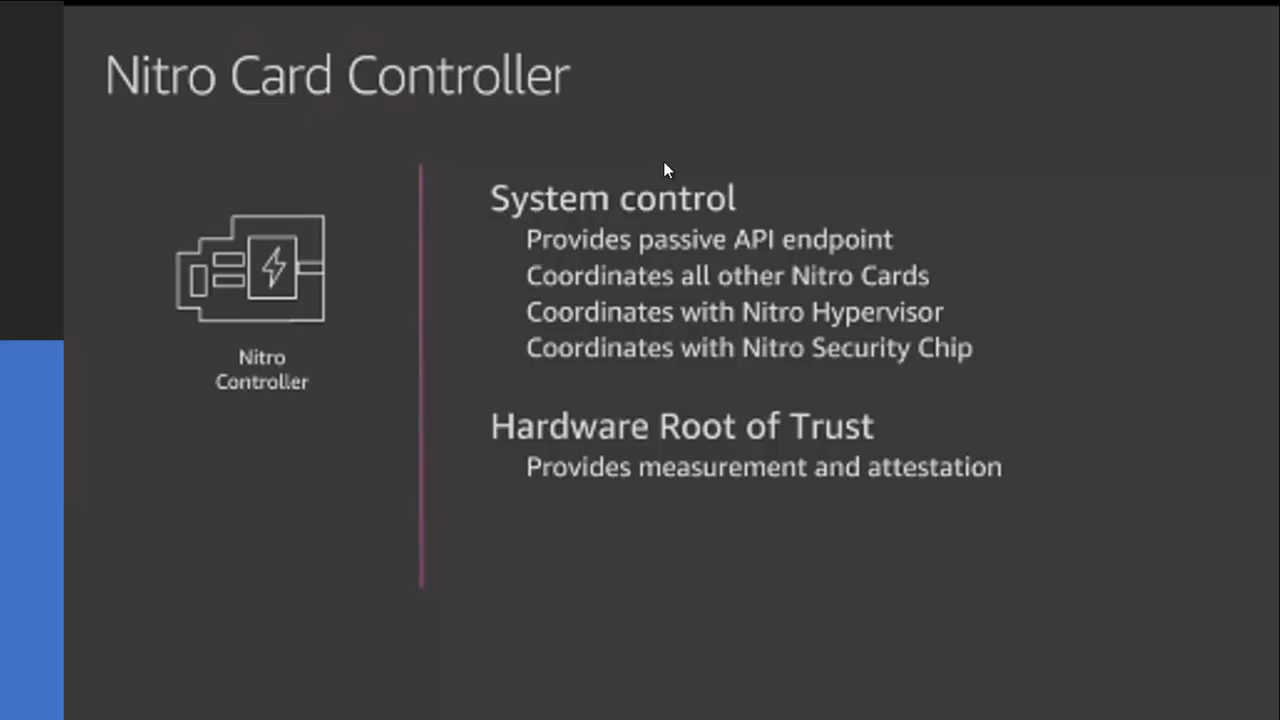 Nitro Card Controller
Nitro
Controller
System control
Provides passive API endpoint
Coordinates all other Nitro Cards
Coordinates with Nitro Hypervisor
Coordinates with Nitro Security Chip
Hardware Root of Trust
Provides measurement and attestation